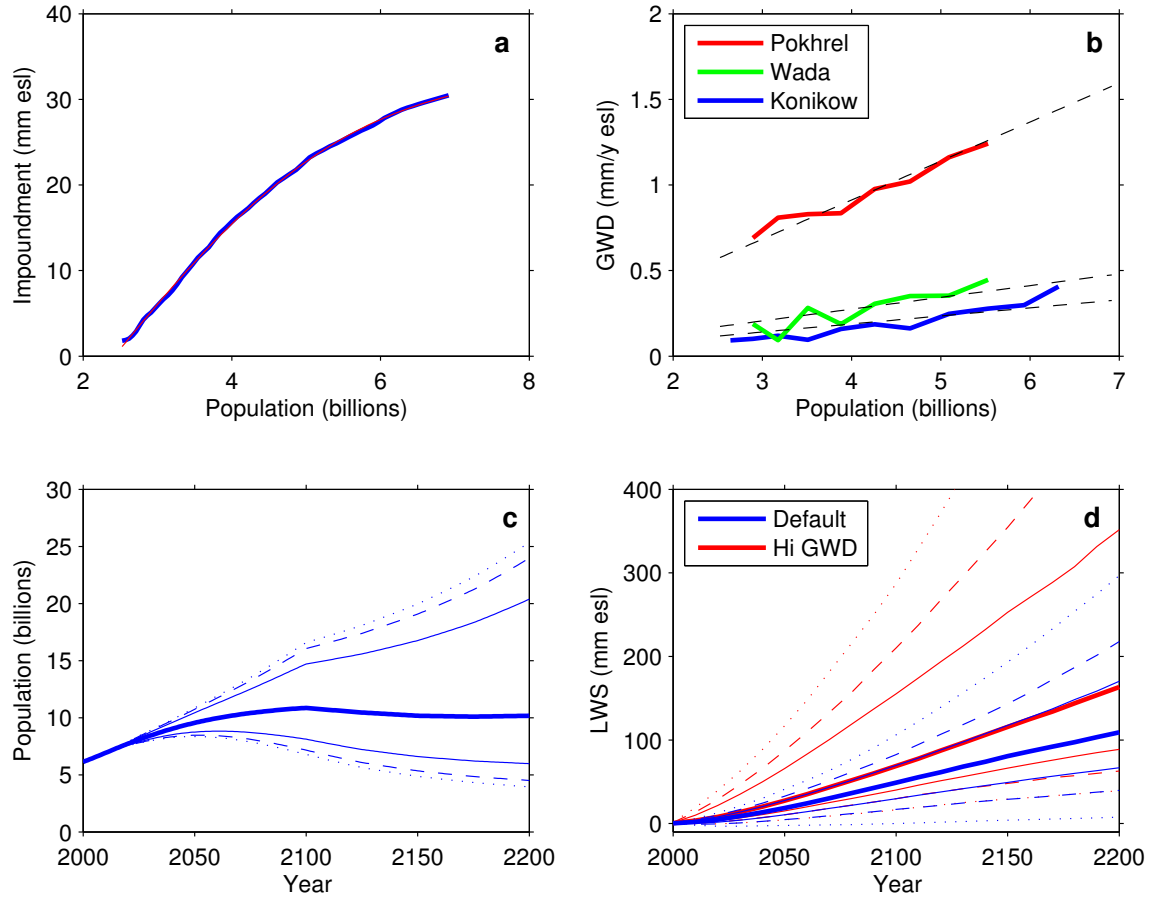 40
30
20
10
0
Impoundment (mm esl)
a
2
4
6
8
Population (billions)
2
1.5
1
0.5
0
GWD (mm/y esl)
Pokhrel
Wada
Konikow
b
2
3
4
5
6
7
Population (billions)
30
25
20
15
10
5
0
Population (billions)
c
2000
2050
2100
2150
2200
Year
400
300
200
100
0
LWS (mm esl)
Default
Hi GWD
d
2000
2050
2100
2150
2200
Year